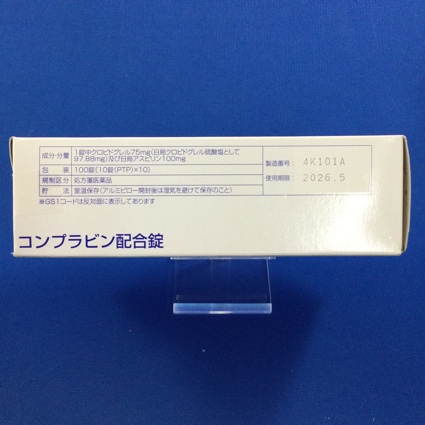 成分・分量 1錠中クロピドグレル75mg(日局クロピドグレル硫酸塩として
97.88mg)及び日局アスピリン100mg
包 装 100錠[10錠(PTP)×10]
規制区分 処方箋医薬品
貯 法 室温保存(アルミピロー開封後は湿気を避けて保存のこと)
※GS1コードは反対面に表示してあります
製造番号: 4K101A
使用期限: 2026.5
コンプラビン配合錠